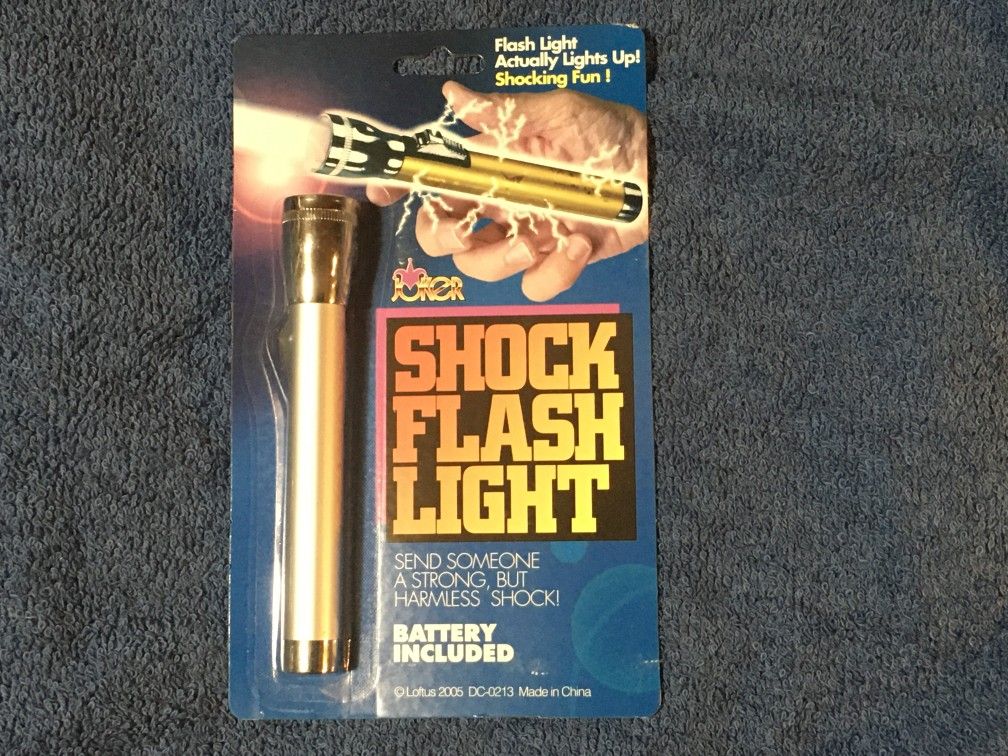 Flash Light
Actually Lights Up!
Shocking Fun !
JOKER
SHOCK
FLASH
LIGHT
SEND SOMEONE
A STRONG, BUT
HARMLESS SHOCK!
BATTERY
INCLUDED
© Loftus 2005 DC-0213 Made in China